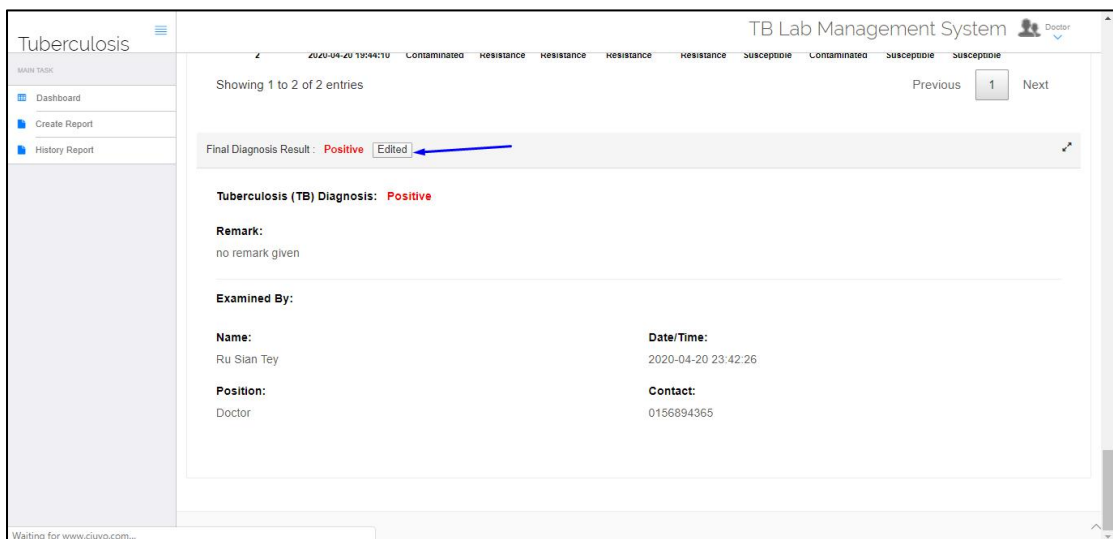 TB Lab Management System Doctor
Tuberculosis
MAIN TASK
Dashboard
Create Report
History Report
2 2020-04-20 19:44:10 Contaminated Resistance Resistance Resistance Resistance Susceptible Contaminated Susceptible Susceptible
Showing 1 to 2 of 2 entries Previous 1 Next
Final Diagnosis Result : Positive Edited
Tuberculosis (TB) Diagnosis: Positive
Remark:
no remark given
Examined By:
Name: Date/Time:
Ru Sian Tey 2020-04-20 23:42:26
Position: Contact:
Doctor 0156894365
Waiting for www.ciuvo.com...